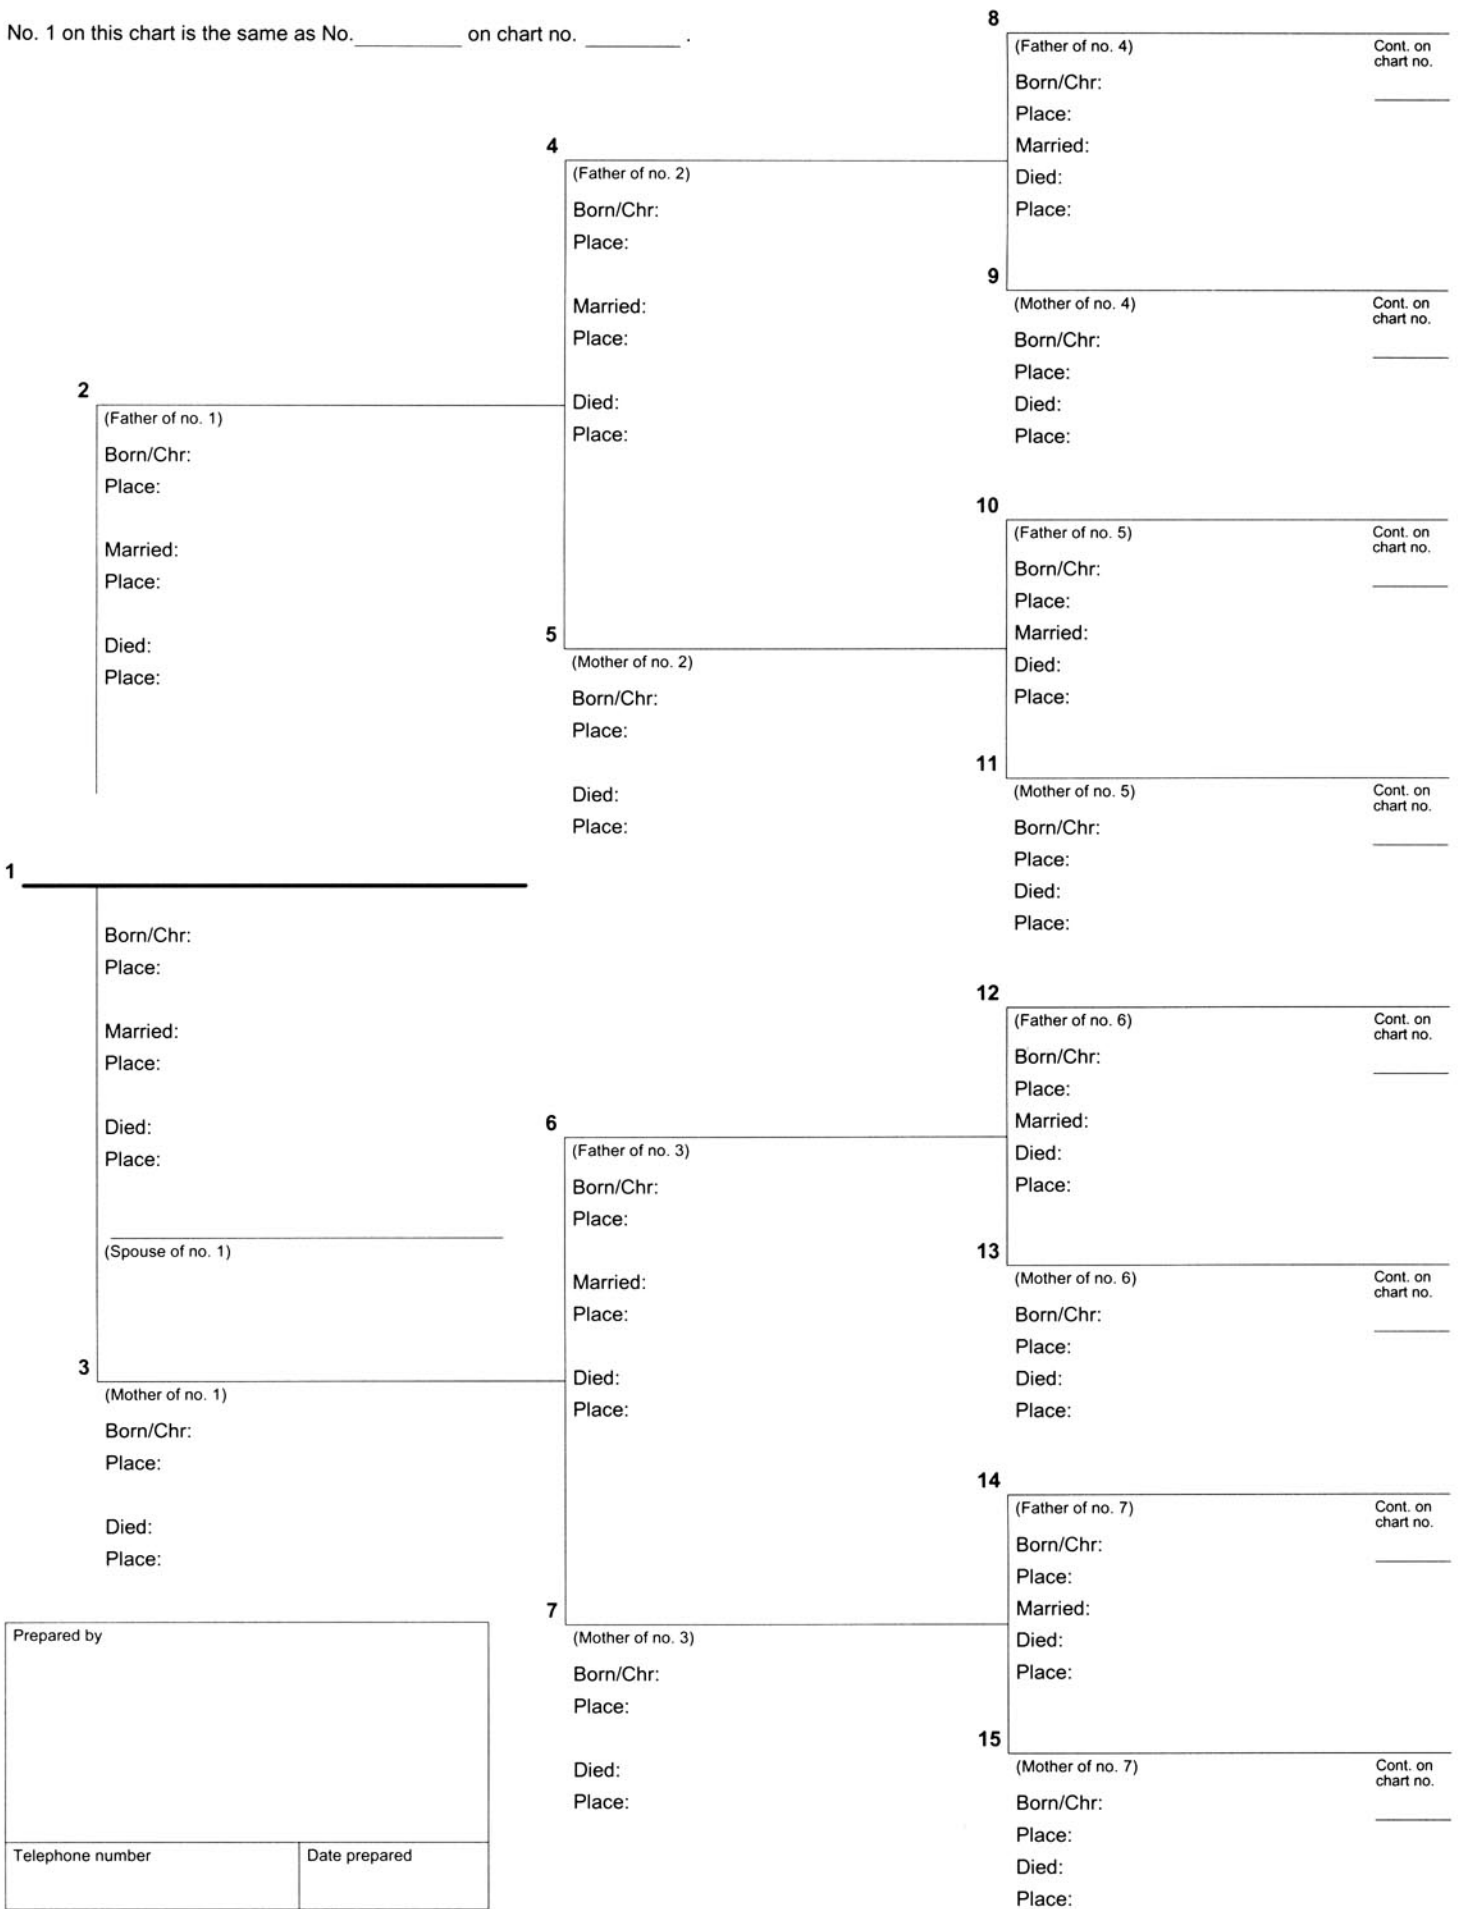 No. 1 on this chart is the same as No. on chart no. .
8
(Father of no. 4)
Cont. on
chart no.
Born/Chr:
Place:
Married:
Died:
Place:
4
(Father of no. 2)
Born/Chr:
Place:
Married:
Place:
Died:
Place:
9
(Mother of no. 4)
Cont. on
chart no.
Born/Chr:
Place:
Died:
Place:
2
(Father of no. 1)
Born/Chr:
Place:
Married:
Place:
Died:
Place:
10
(Father of no. 5)
Cont. on
chart no.
Born/Chr:
Place:
Married:
Died:
Place:
5
(Mother of no. 2)
Born/Chr:
Place:
Died:
Place:
11
(Mother of no. 5)
Cont. on
chart no.
Born/Chr:
Place:
Died:
Place:
1
Born/Chr:
Place:
Married:
Place:
Died:
Place:
(Spouse of no. 1)
12
(Father of no. 6)
Cont. on
chart no.
Born/Chr:
Place:
Married:
Died:
Place:
6
(Father of no. 3)
Born/Chr:
Place:
Married:
Place:
Died:
Place:
13
(Mother of no. 6)
Cont. on
chart no.
Born/Chr:
Place:
Died:
Place:
3
(Mother of no. 1)
Born/Chr:
Place:
Died:
Place:
14
(Father of no. 7)
Cont. on
chart no.
Born/Chr:
Place:
Married:
Died:
Place:
7
(Mother of no. 3)
Born/Chr:
Place:
Died:
Place:
15
(Mother of no. 7)
Cont. on
chart no.
Born/Chr:
Place:
Died:
Place:
Prepared by
Telephone number
Date prepared